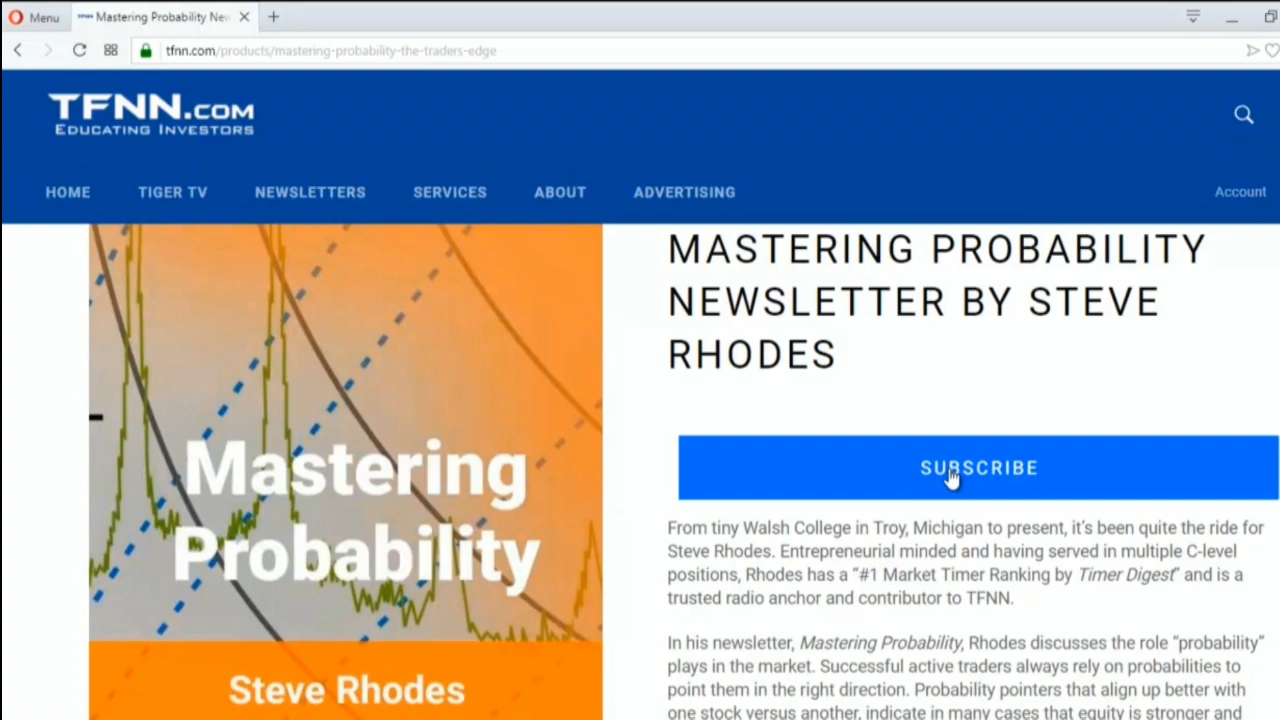 Menu
Mastering Probability New
tfnn.com/products/mastering-probability-the-traders-edge
TFNN.COM
EDUCATING INVESTORS
HOME TIGER TV NEWSLETTERS SERVICES ABOUT ADVERTISING Account
MASTERING PROBABILITY
NEWSLETTER BY STEVE
RHODES
Mastering
Probability
Steve Rhodes
SUBSCRIBE
From tiny Walsh College in Troy, Michigan to present, it's been quite the ride for
Steve Rhodes. Entrepreneurial minded and having served in multiple C-level
positions, Rhodes has a "#1 Market Timer Ranking by Timer Digest" and is a
trusted radio anchor and contributor to TFNN.
In his newsletter, Mastering Probability, Rhodes discusses the role "probability"
plays in the market. Successful active traders always rely on probabilities to
point them in the right direction. Probability pointers that align up better with
one stock versus another, indicate in many cases that equity is stronger and